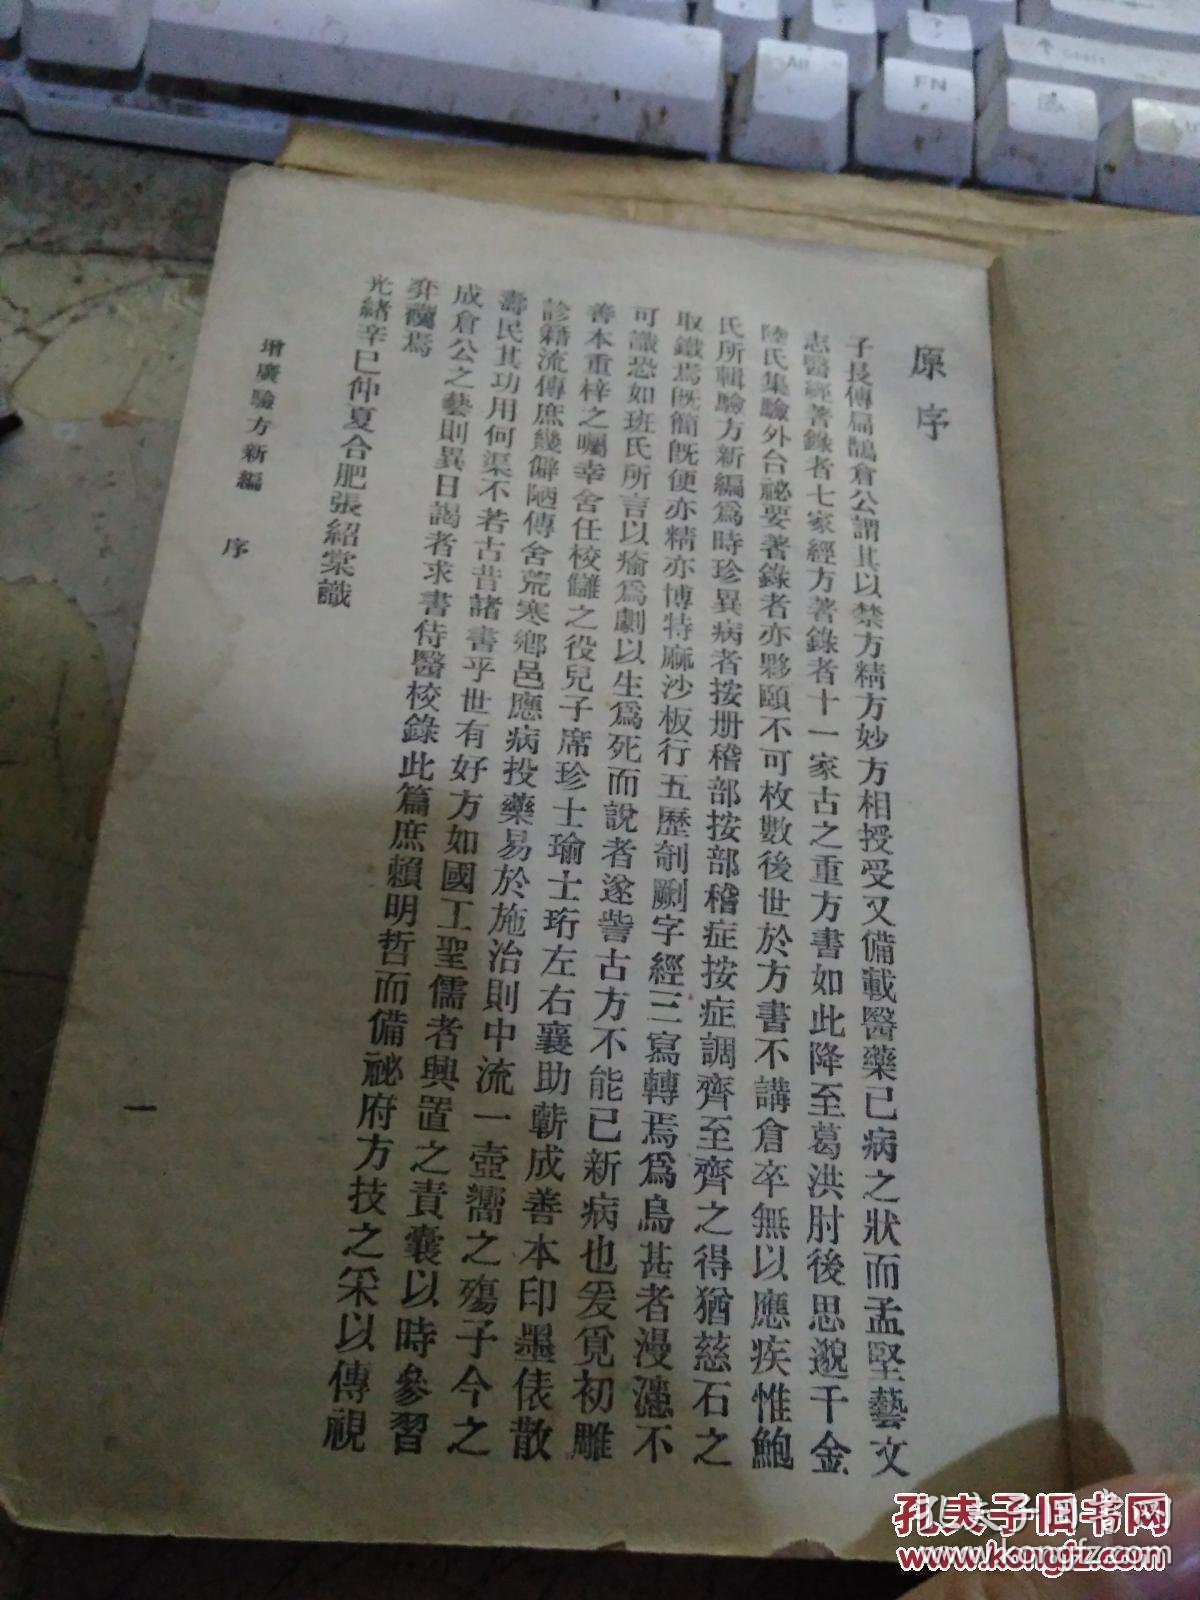 原序
子長傳扁鵲倉公謂其以禁方精方妙方相授受又備載醫藥已病之狀而孟堅藝文
志醫經著錄者七家經方著錄者十一家古之重方書如此降至葛洪肘後思邈千金
陸氏集驗外台祕要著錄者亦夥頤不可枚數後世於方書不講倉卒無以應疾惟鮑
氏所輯驗方新編爲時珍異病者按册稽部按部稽症按症調齊至齊之得猶慈石之
取鐵焉旣簡旣便亦精亦博特麻沙板行五歷剞劂字經三寫轉焉爲烏甚者漫漶不
可識恐如班氏所言以瘉爲劇以生爲死而說者遂訾古方不能已新病也爰覓初雕
善本重梓之囑幸舍任校讎之役兒子席珍士瑜士珩左右襄助蘄成善本印墨俵散
診籍流傳庶幾僻陋傳舍荒寒鄉邑應病投藥易於施治則中流一壺嚮之殤子今之
壽民其功用何渠不若古昔諸書乎世有好方如國工聖儒者興置之青囊以時參習
成倉公之藝則異日謁者求書侍醫校錄此篇庶賴明哲而備祕府方技之采以傳視
弈禩焉
光緒辛巳仲夏合肥張紹棠識
增廣驗方新編 序
一
Alt
FN
孔夫子旧书网
www.kongfz.com